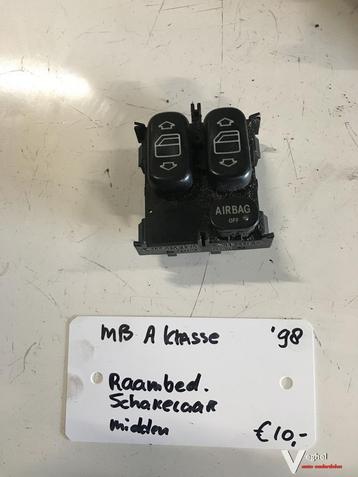 AIRBAG
OFF
MB A Klasse '98
Raambed.
Schakelaar
midden €10,-